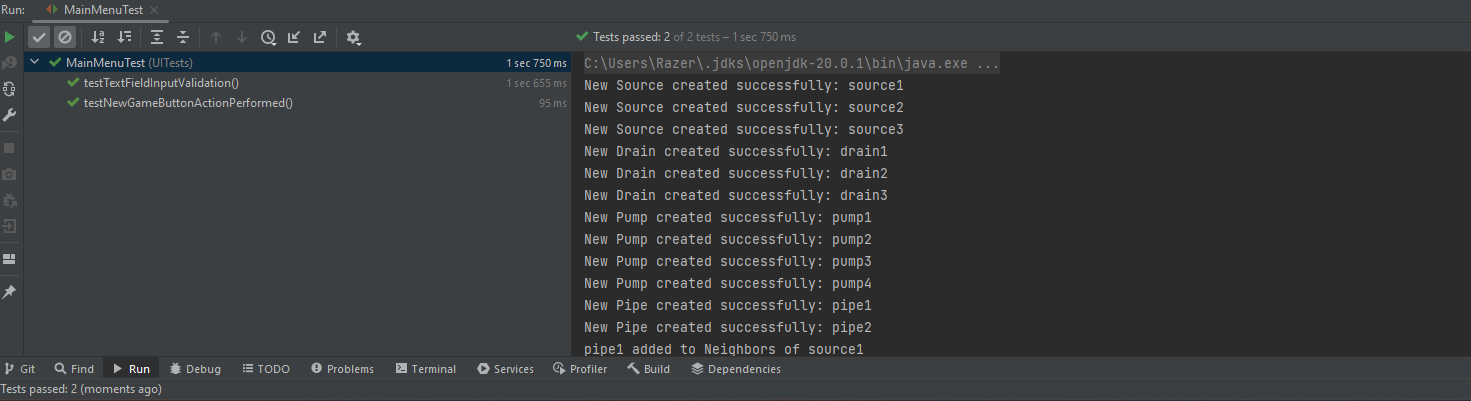 Run: MainMenuTest
Tests passed: 2 of 2 tests – 1 sec 750 ms
MainMenuTest (UITests) 1 sec 750 ms
testTextFieldInputValidation() 1 sec 655 ms
testNewGameButtonActionPerformed() 95 ms
C:\Users\Razer\.jdks\openjdk-20.0.1\bin\java.exe ...
New Source created successfully: source1
New Source created successfully: source2
New Source created successfully: source3
New Drain created successfully: drain1
New Drain created successfully: drain2
New Drain created successfully: drain3
New Pump created successfully: pump1
New Pump created successfully: pump2
New Pump created successfully: pump3
New Pump created successfully: pump4
New Pipe created successfully: pipe1
New Pipe created successfully: pipe2
pipe1 added to Neighbors of source1
Git Find Run Debug TODO Problems Terminal Services Profiler Build Dependencies
Tests passed: 2 (moments ago)